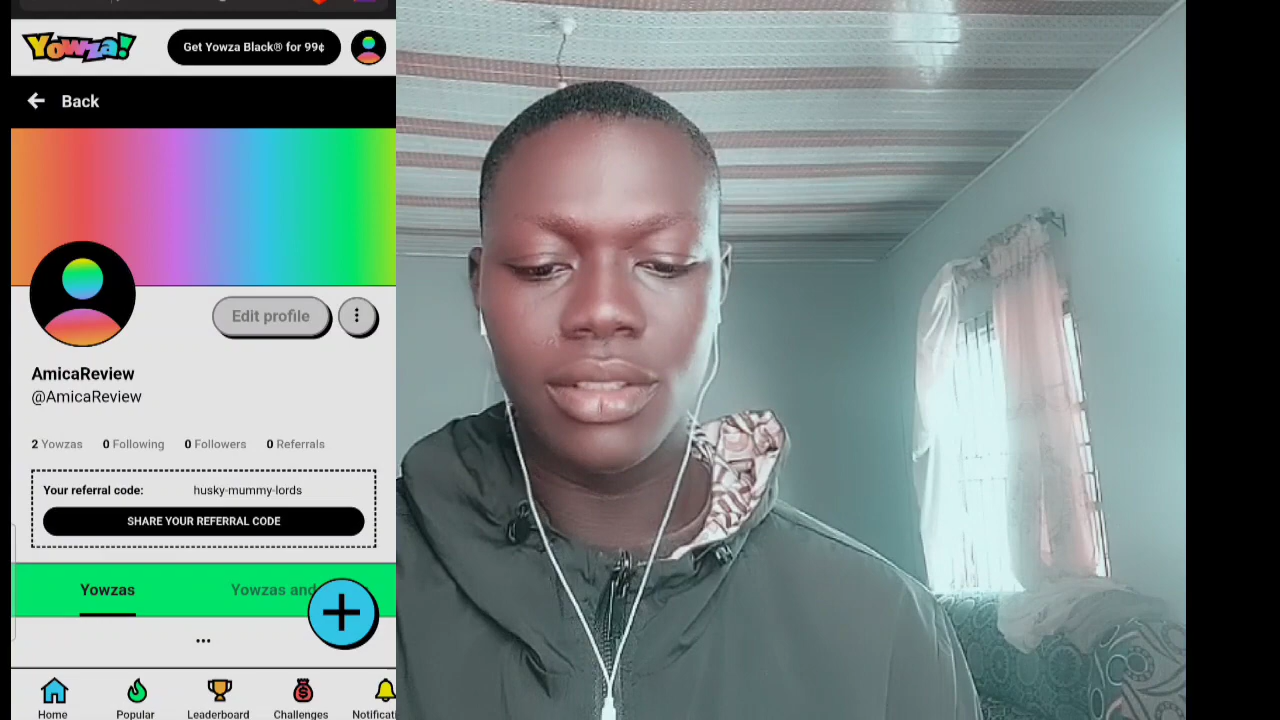 Yowza!
Get Yowza Black® for 99¢
Back
Edit profile
AmicaReview
@AmicaReview
2 Yowzas 0 Following 0 Followers 0 Referrals
Your referral code: husky-mummy-lords
SHARE YOUR REFERRAL CODE
Yowzas Yowzas and
...
Home Popular Leaderboard Challenges Notificati